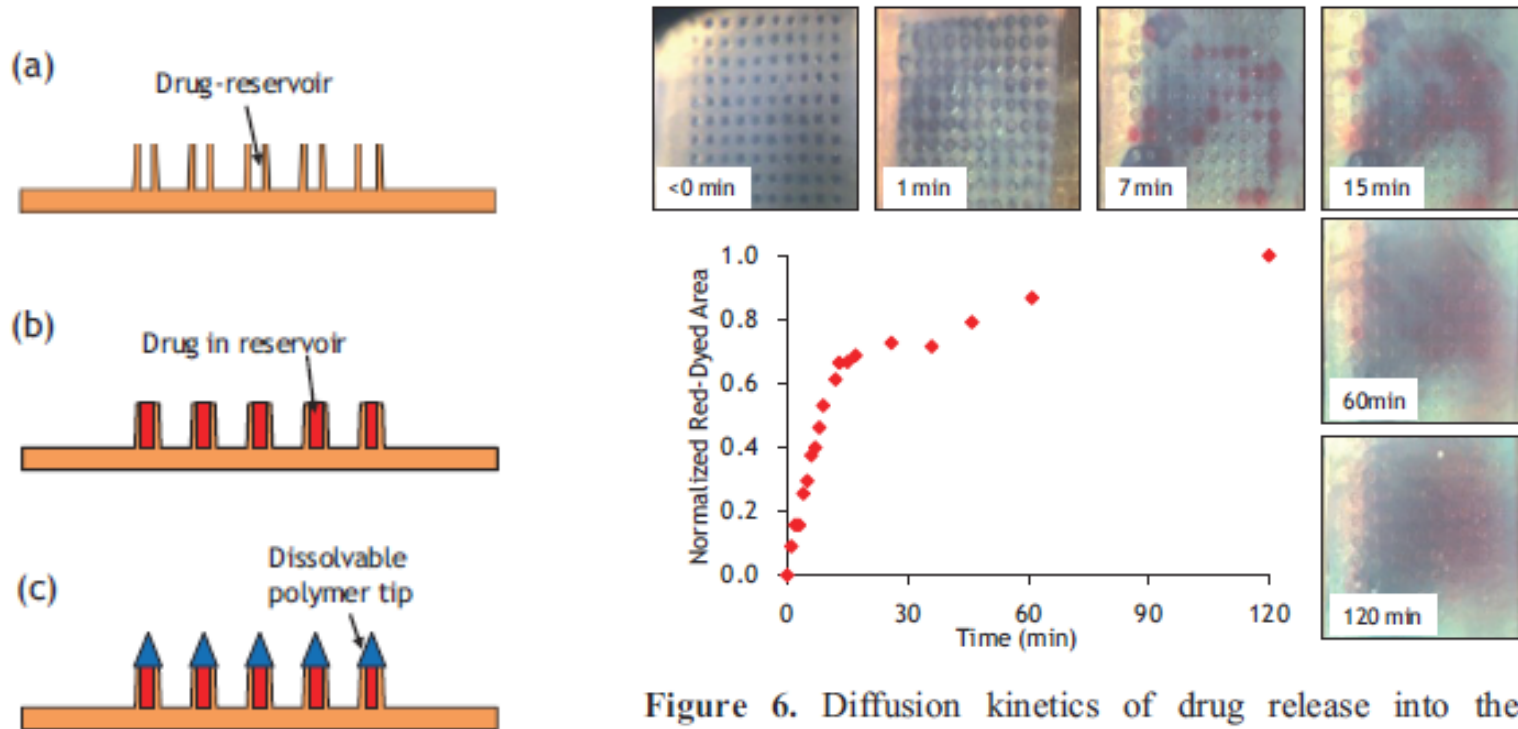 (a)
Drug-reservoir
(b)
Drug in reservoir
(c)
Dissolvable
polymer tip
<0 min
1 min
7 min
15 min
60min
120 min
Normalized Red-Dyed Area
1.0
0.8
0.6
0.4
0.2
0.0
0
30
60
90
120
Time (min)
Figure 6. Diffusion kinetics of drug release into the